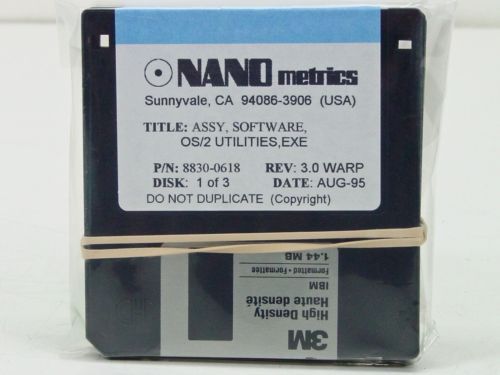 NANO metrics
Sunnyvale, CA 94086-3906 (USA)
TITLE: ASSY, SOFTWARE,
OS/2 UTILITIES,EXE
P/N: 8830-0618 REV: 3.0 WARP
DISK: 1 of 3 DATE: AUG-95
DO NOT DUPLICATE (Copyright)
3M
High Density
Haute densité
IBM
Formatted • Formattée
1.44 MB